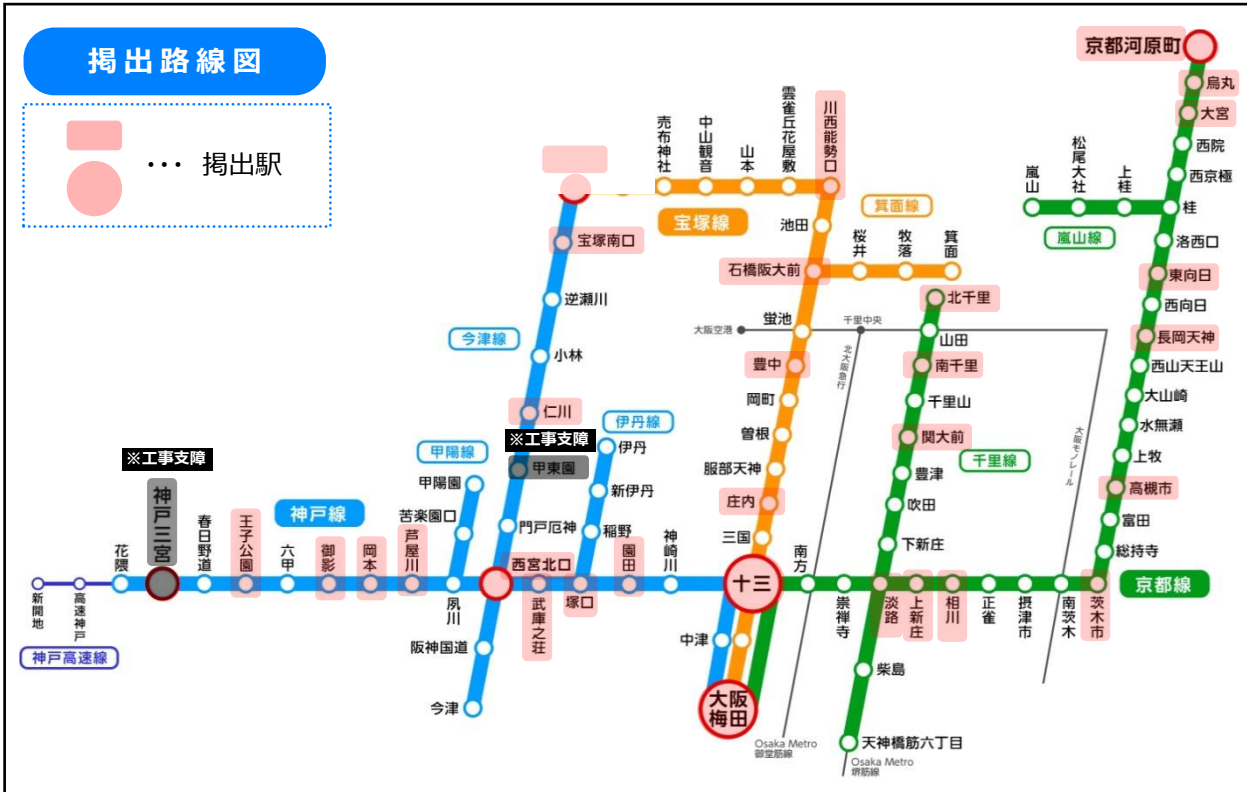 掲出路線図
･･･ 掲出駅
京都河原町
烏丸
大宮
西院
西京極
桂
洛西口
東向日
西向日
長岡天神
西山天王山
大山崎
水無瀬
上牧
高槻市
富田
総持寺
京都線
嵐山
松尾大社
上桂
嵐山線
売布神社
中山観音
山本
雲雀丘花屋敷
川西能勢口
宝塚線
池田
箕面線
石橋阪大前
桜井
牧落
箕面
蛍池
豊中
岡町
曽根
服部天神
庄内
三国
大阪空港
千里中央
北大阪急行
大阪モノレール
北千里
山田
南千里
千里山
関大前
千里線
豊津
吹田
下新庄
宝塚南口
逆瀬川
今津線
小林
仁川
※工事支障
甲東園
門戸厄神
伊丹線
伊丹
新伊丹
稲野
甲陽線
甲陽園
苦楽園口
※工事支障
神戸三宮
神戸線
新開地
高速神戸
神戸高速線
花隈
春日野道
王子公園
六甲
御影
岡本
芦屋川
夙川
西宮北口
武庫之荘
塚口
園田
神崎川
十三
南方
崇禅寺
淡路
上新庄
相川
正雀
摂津市
南茨木
茨木市
阪神国道
今津
中津
大阪
梅田
柴島
天神橋筋六丁目
Osaka Metro
御堂筋線
Osaka Metro
堺筋線